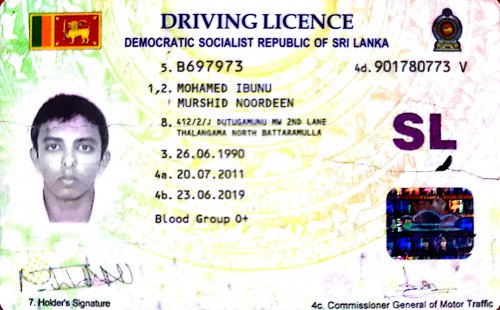 DRIVING LICENCE
DEMOCRATIC SOCIALIST REPUBLIC OF SRI LANKA
5. B697973 4d. 901780773 V
1,2. MOHAMED IBUNU
MURSHID NOORDEEN
8. 412/2/J DUTUGAMUNU MW 2ND LANE
THALANGAMA NORTH BATTARAMULLA
SL
3. 26.06.1990
4a. 20.07.2011
4b. 23.06.2019
Blood Group O+
7. Holder's Signature 4c. Commissioner General of Motor Traffic